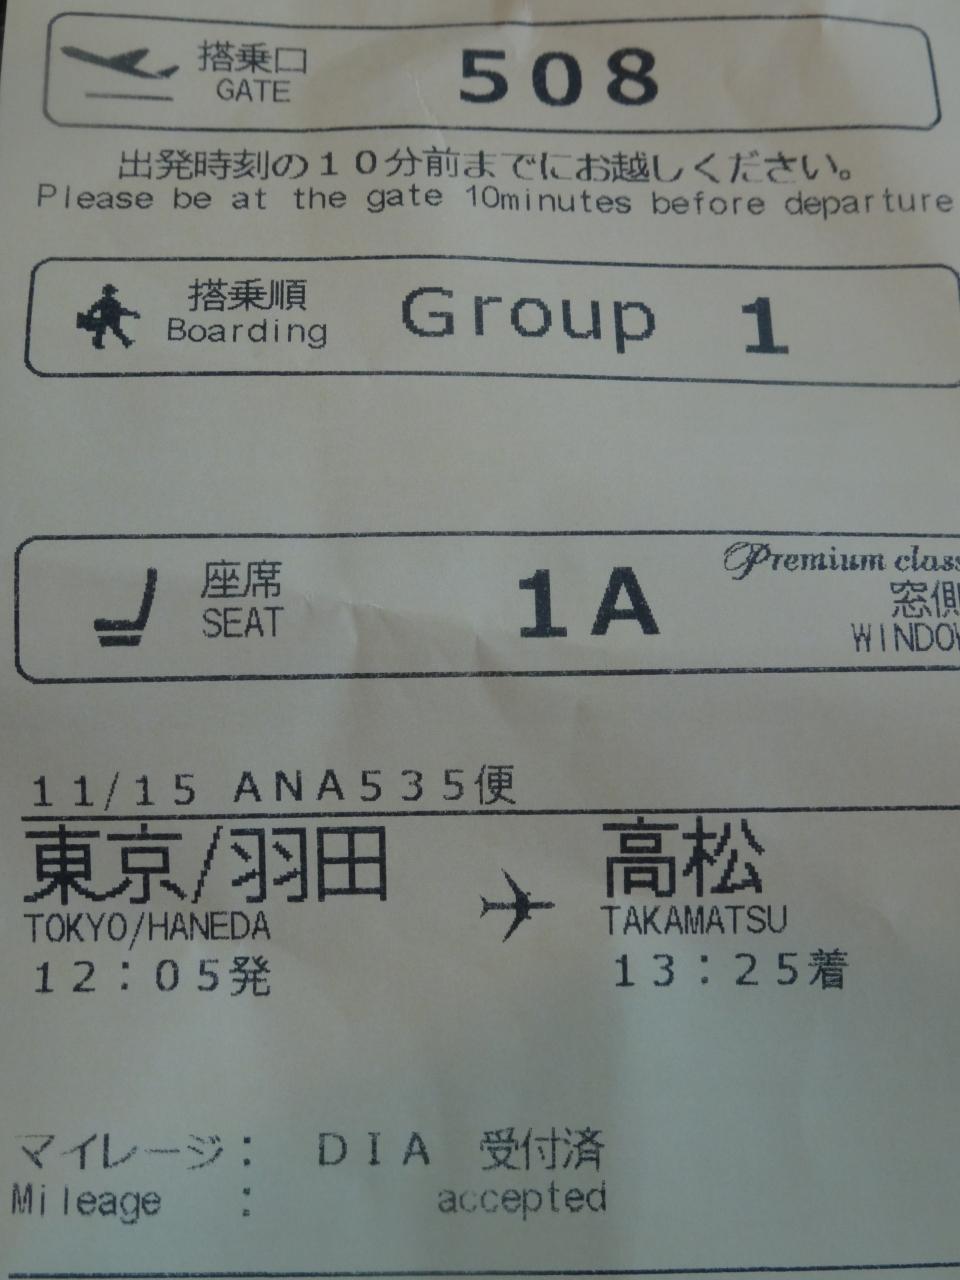 搭乗口 508
GATE
出発時刻の10分前までにお越しください。
Please be at the gate 10minutes before departure
搭乗順 Group 1
Boarding
座席 1A Premium class
SEAT 窓側
WINDOW
11/15 ANA535便
東京/羽田 高松
TOKYO/HANEDA TAKAMATSU
12:05発 13:25着
マイレージ: DIA 受付済
Mileage : accepted